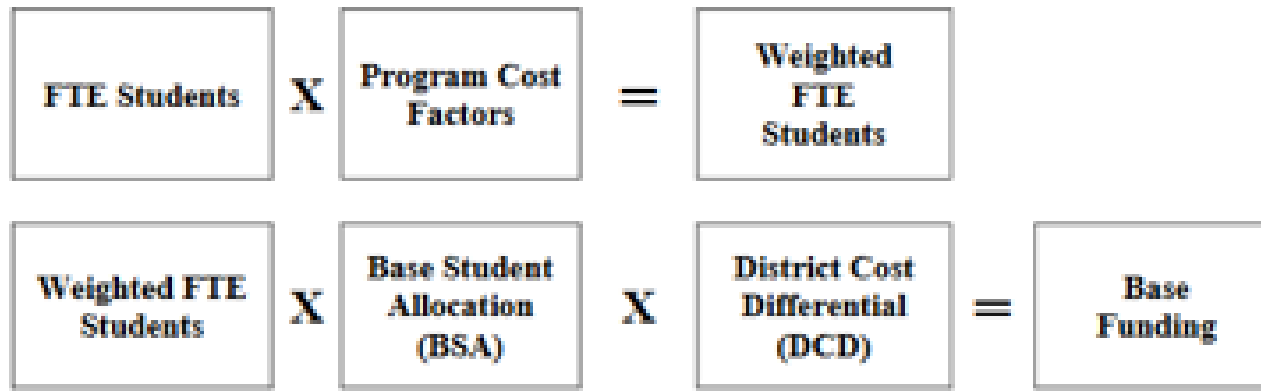 FTE Students X Program Cost Factors = Weighted FTE Students
Weighted FTE Students X Base Student Allocation (BSA) X District Cost Differential (DCD) = Base Funding